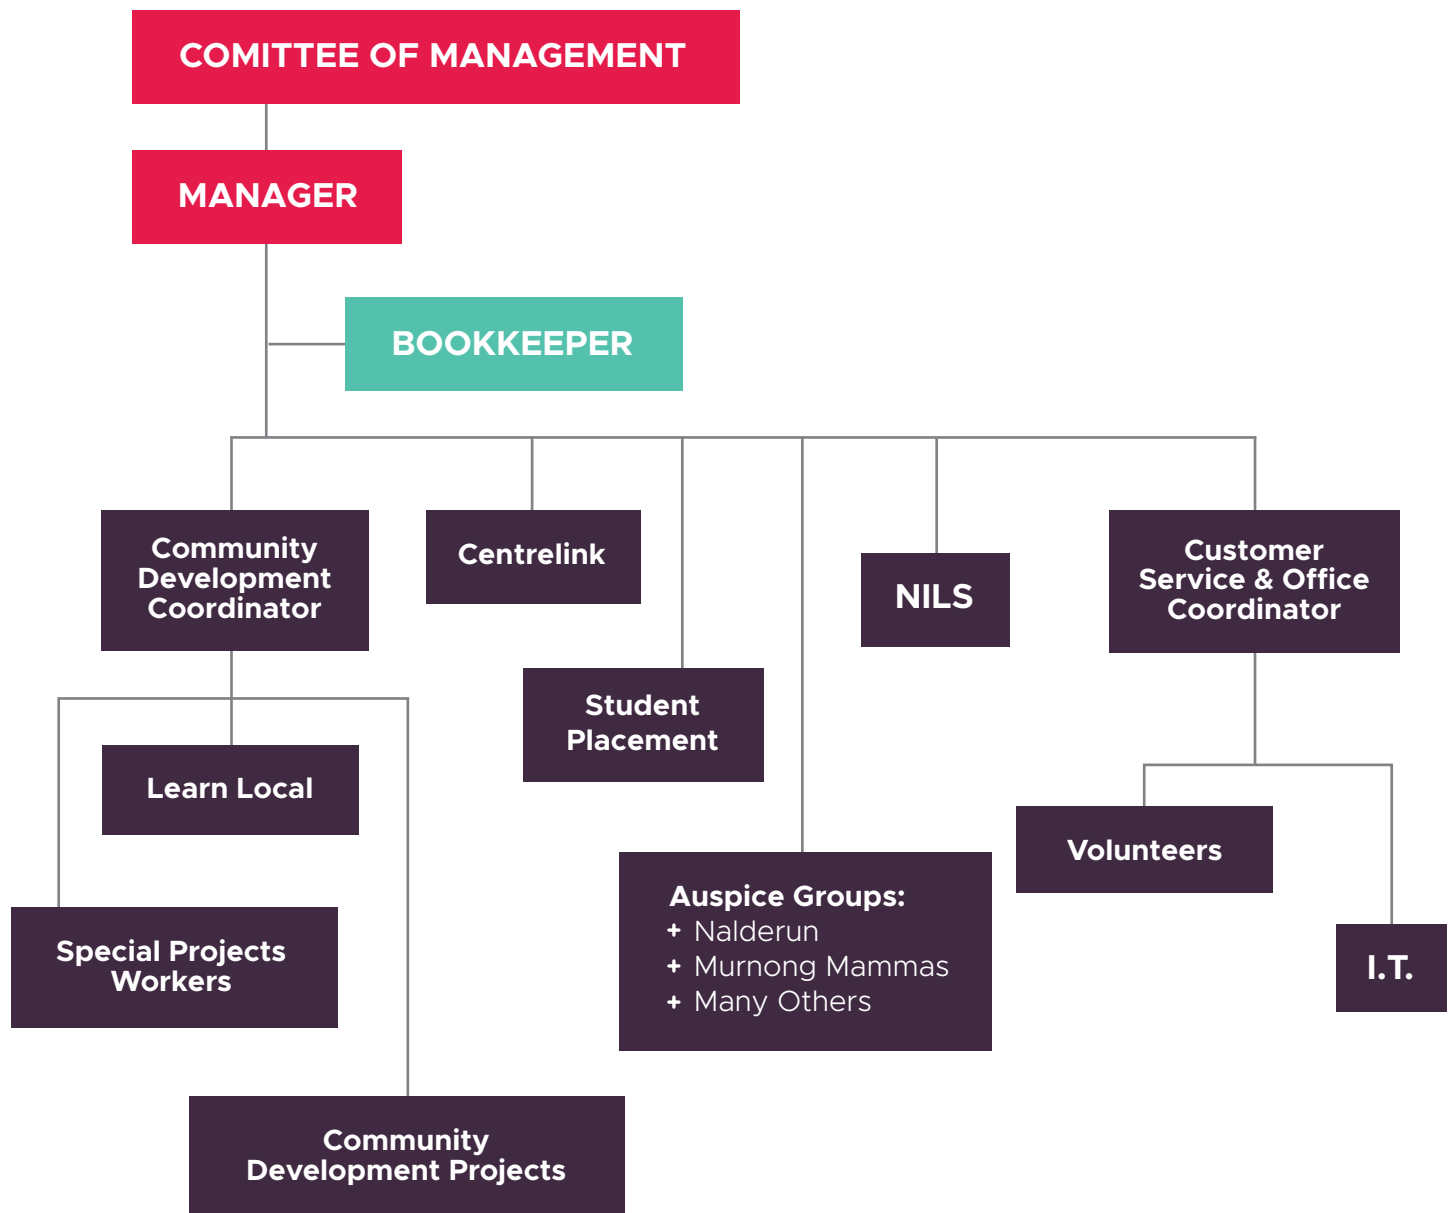 COMITTEE OF MANAGEMENT
MANAGER
BOOKKEEPER
Community
Development
Coordinator
Centrelink
NILS
Customer
Service & Office
Coordinator
Student
Placement
Learn Local
Volunteers
Auspice Groups:
+ Nalderun
+ Murnong Mammas
+ Many Others
Special Projects
Workers
I.T.
Community
Development Projects